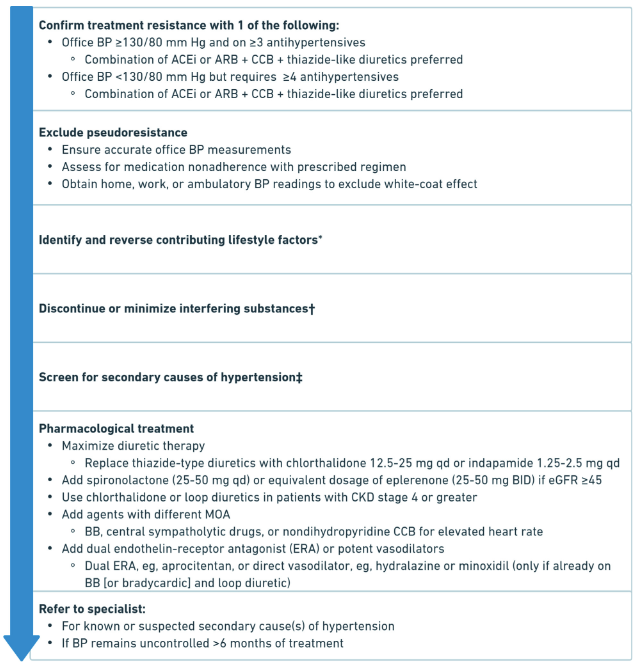 Confirm treatment resistance with 1 of the following:
• Office BP ≥130/80 mm Hg and on ≥3 antihypertensives
◦ Combination of ACEi or ARB + CCB + thiazide-like diuretics preferred
• Office BP <130/80 mm Hg but requires ≥4 antihypertensives
◦ Combination of ACEi or ARB + CCB + thiazide-like diuretics preferred
Exclude pseudoresistance
• Ensure accurate office BP measurements
• Assess for medication nonadherence with prescribed regimen
• Obtain home, work, or ambulatory BP readings to exclude white-coat effect
Identify and reverse contributing lifestyle factors*
Discontinue or minimize interfering substances†
Screen for secondary causes of hypertension‡
Pharmacological treatment
• Maximize diuretic therapy
◦ Replace thiazide-type diuretics with chlorthalidone 12.5-25 mg qd or indapamide 1.25-2.5 mg qd
• Add spironolactone (25-50 mg qd) or equivalent dosage of eplerenone (25-50 mg BID) if eGFR ≥45
• Use chlorthalidone or loop diuretics in patients with CKD stage 4 or greater
• Add agents with different MOA
◦ BB, central sympatholytic drugs, or nondihydropyridine CCB for elevated heart rate
• Add dual endothelin-receptor antagonist (ERA) or potent vasodilators
◦ Dual ERA, eg, aprocitentan, or direct vasodilator, eg, hydralazine or minoxidil (only if already on
BB [or bradycardic] and loop diuretic)
Refer to specialist:
• For known or suspected secondary cause(s) of hypertension
• If BP remains uncontrolled >6 months of treatment